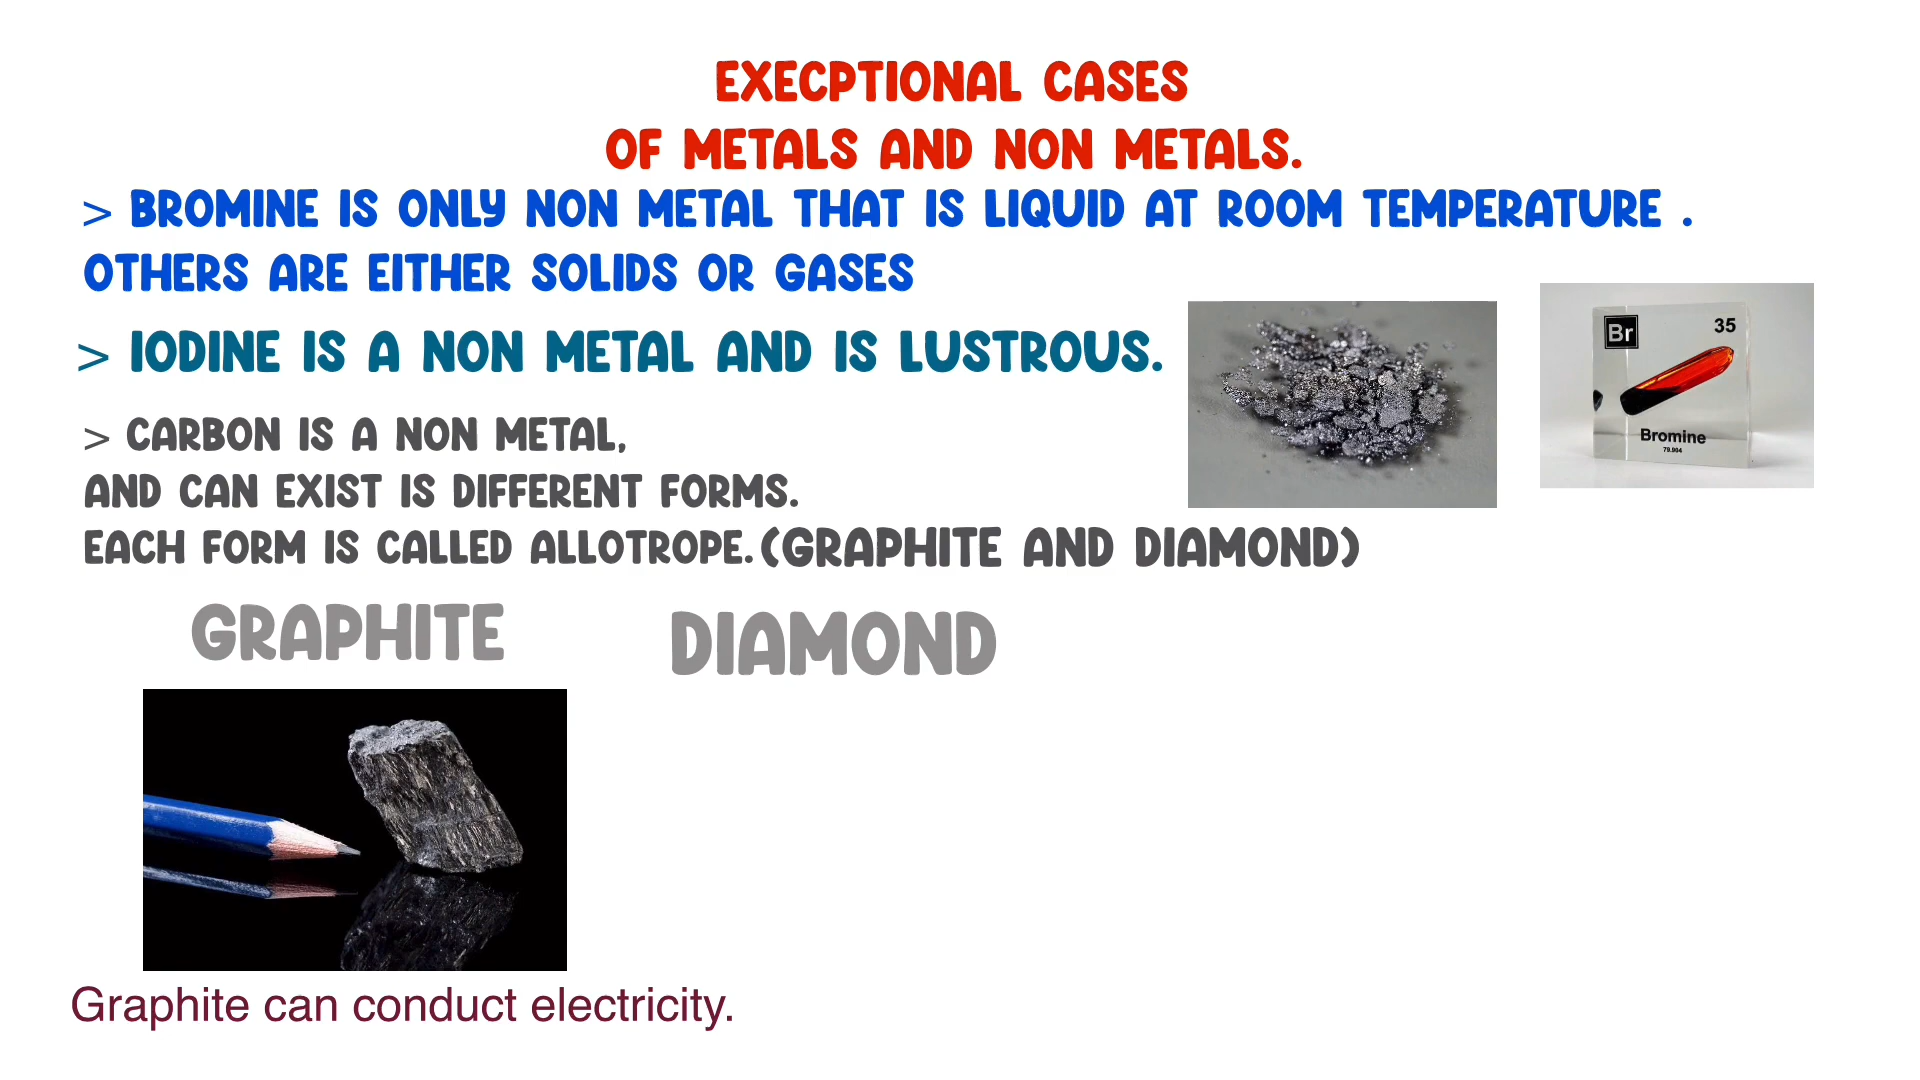 EXECPTIONAL CASES
OF METALS AND NON METALS.
> BROMINE IS ONLY NON METAL THAT IS LIQUID AT ROOM TEMPERATURE .
OTHERS ARE EITHER SOLIDS OR GASES
> IODINE IS A NON METAL AND IS LUSTROUS.
Br 35
Bromine
79.904
> CARBON IS A NON METAL,
AND CAN EXIST IS DIFFERENT FORMS.
EACH FORM IS CALLED ALLOTROPE. (GRAPHITE AND DIAMOND)
GRAPHITE DIAMOND
Graphite can conduct electricity.